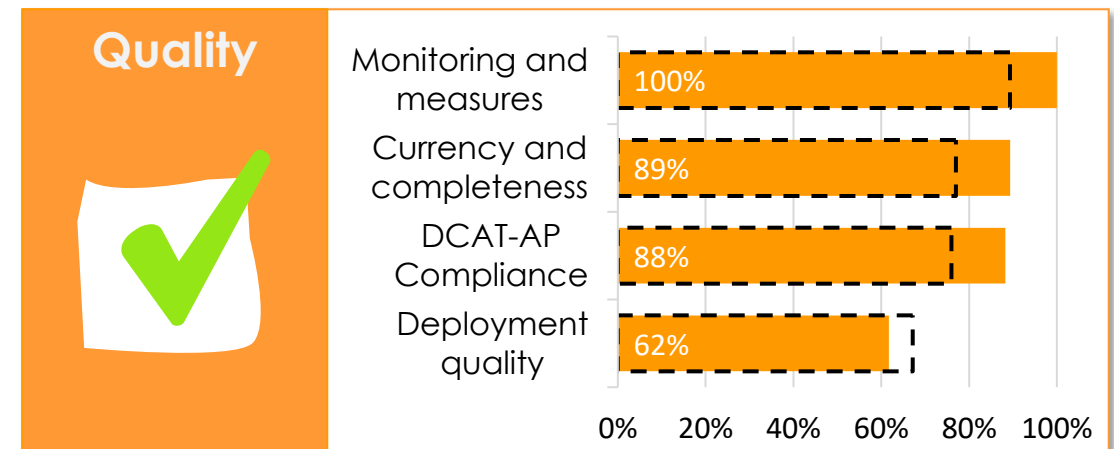 Quality
Monitoring and
measures
100%
Currency and
completeness
89%
DCAT-AP
Compliance
88%
Deployment
quality
62%
0% 20% 40% 60% 80% 100%